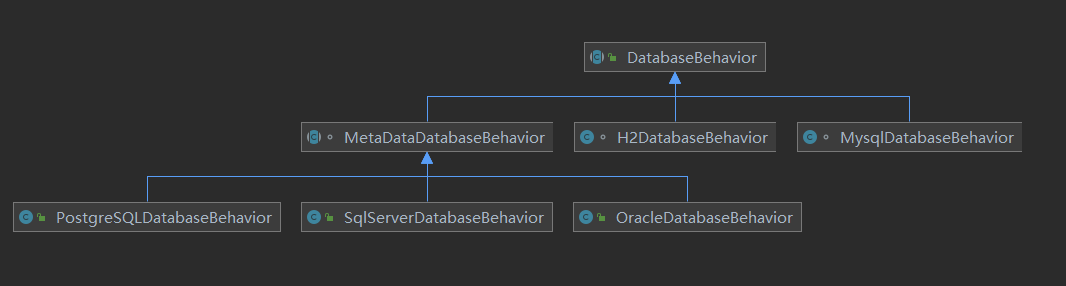 DatabaseBehavior
MetaDataDatabaseBehavior
H2DatabaseBehavior
MysqlDatabaseBehavior
PostgreSQLDatabaseBehavior
SqlServerDatabaseBehavior
OracleDatabaseBehavior